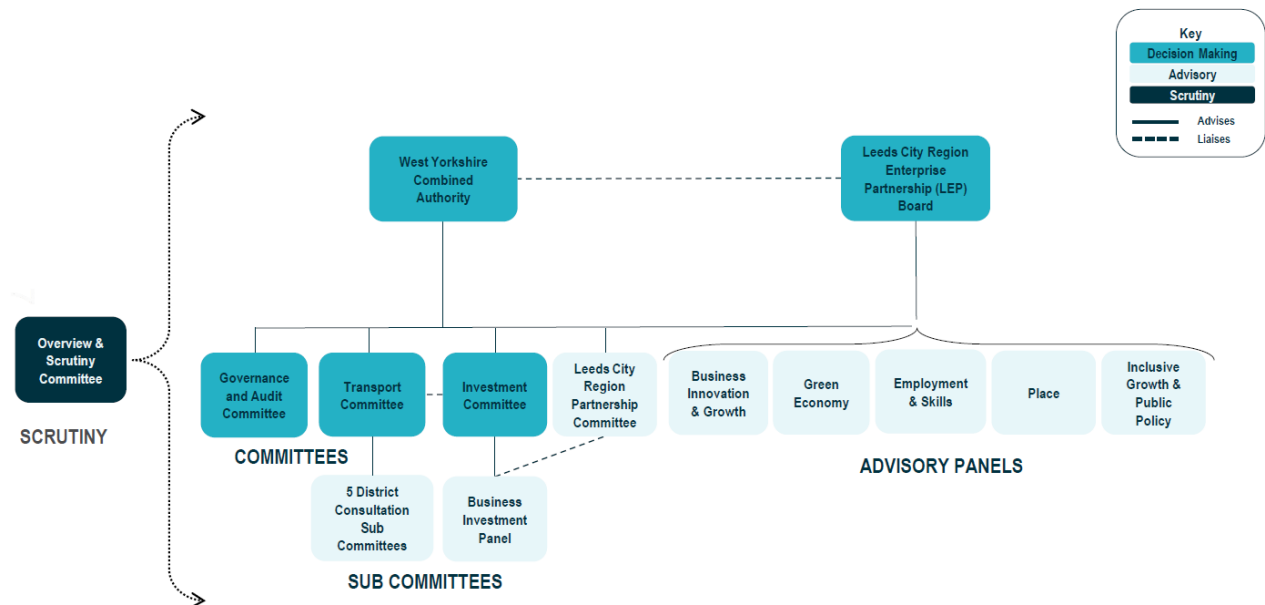 Key
Decision Making
Advisory
Scrutiny
Advises
Liaises
West Yorkshire
Combined
Authority
Leeds City Region
Enterprise
Partnership (LEP)
Board
Overview &
Scrutiny
Committee
SCRUTINY
Governance
and Audit
Committee
Transport
Committee
Investment
Committee
Leeds City
Region
Partnership
Committee
Business
Innovation
& Growth
Green
Economy
Employment
& Skills
Place
Inclusive
Growth &
Public
Policy
COMMITTEES
ADVISORY PANELS
5 District
Consultation
Sub
Committees
Business
Investment
Panel
SUB COMMITTEES